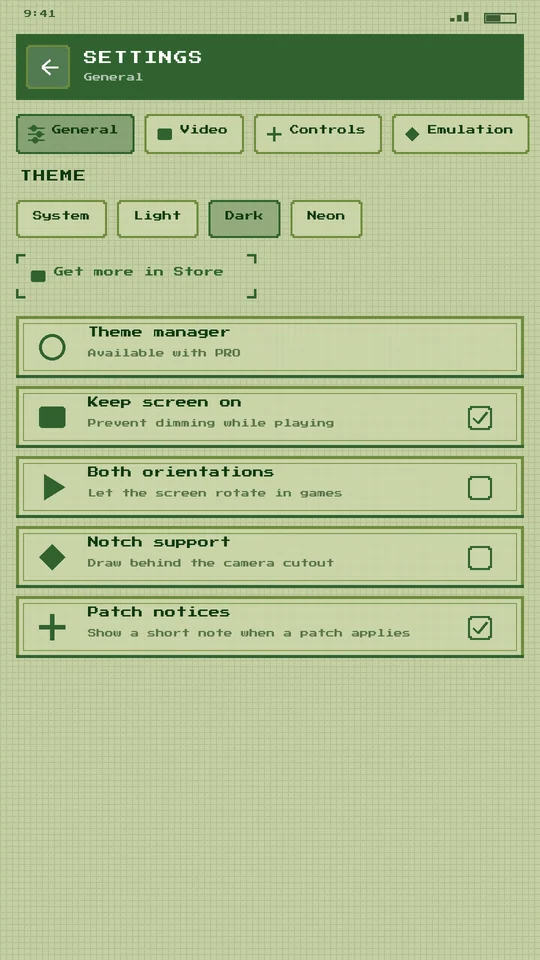 9:41
SETTINGS
General
General
Video
Controls
Emulation
THEME
System
Light
Dark
Neon
Get more in Store
Theme manager
Available with PRO
Keep screen on
Prevent dimming while playing
Both orientations
Let the screen rotate in games
Notch support
Draw behind the camera cutout
Patch notices
Show a short note when a patch applies